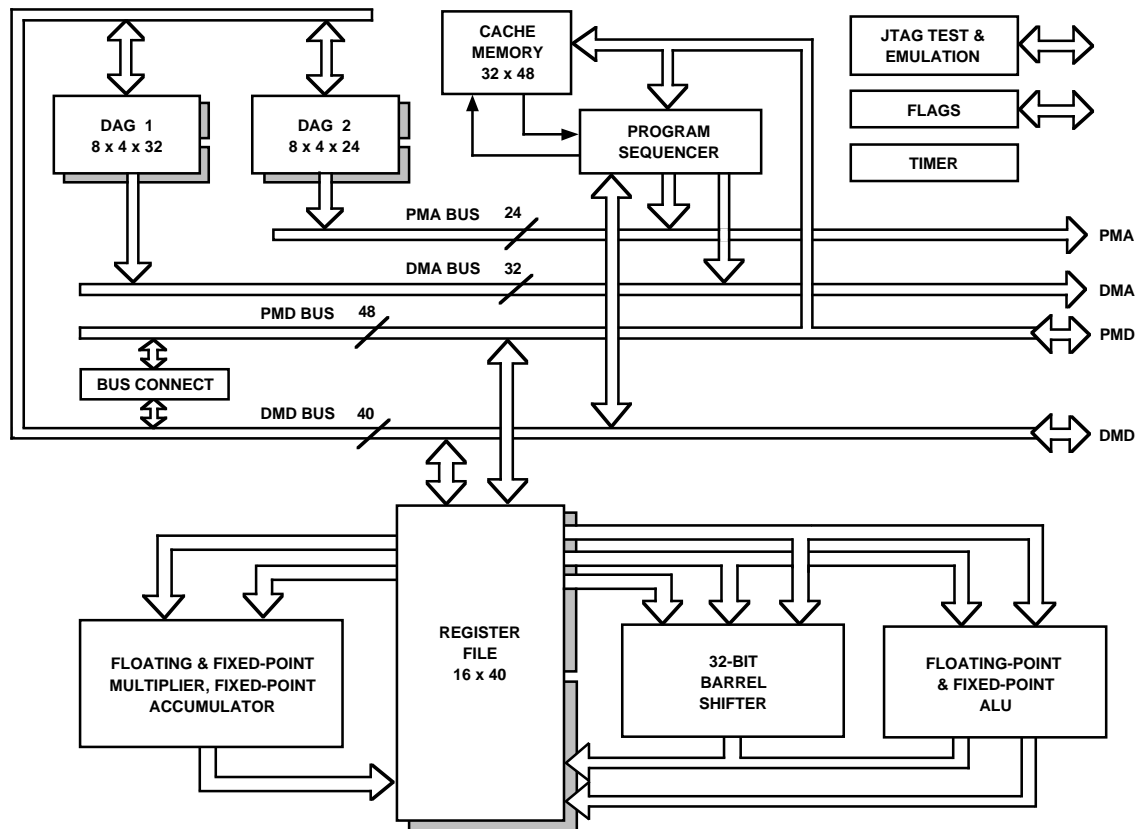 CACHE
MEMORY
32 x 48
JTAG TEST &
EMULATION
FLAGS
TIMER
DAG 1
8 x 4 x 32
DAG 2
8 x 4 x 24
PROGRAM
SEQUENCER
PMA BUS 24
PMA
DMA BUS 32
DMA
PMD BUS 48
PMD
BUS CONNECT
DMD BUS 40
DMD
REGISTER
FILE
16 x 40
FLOATING & FIXED-POINT
MULTIPLIER, FIXED-POINT
ACCUMULATOR
32-BIT
BARREL
SHIFTER
FLOATING-POINT
& FIXED-POINT
ALU